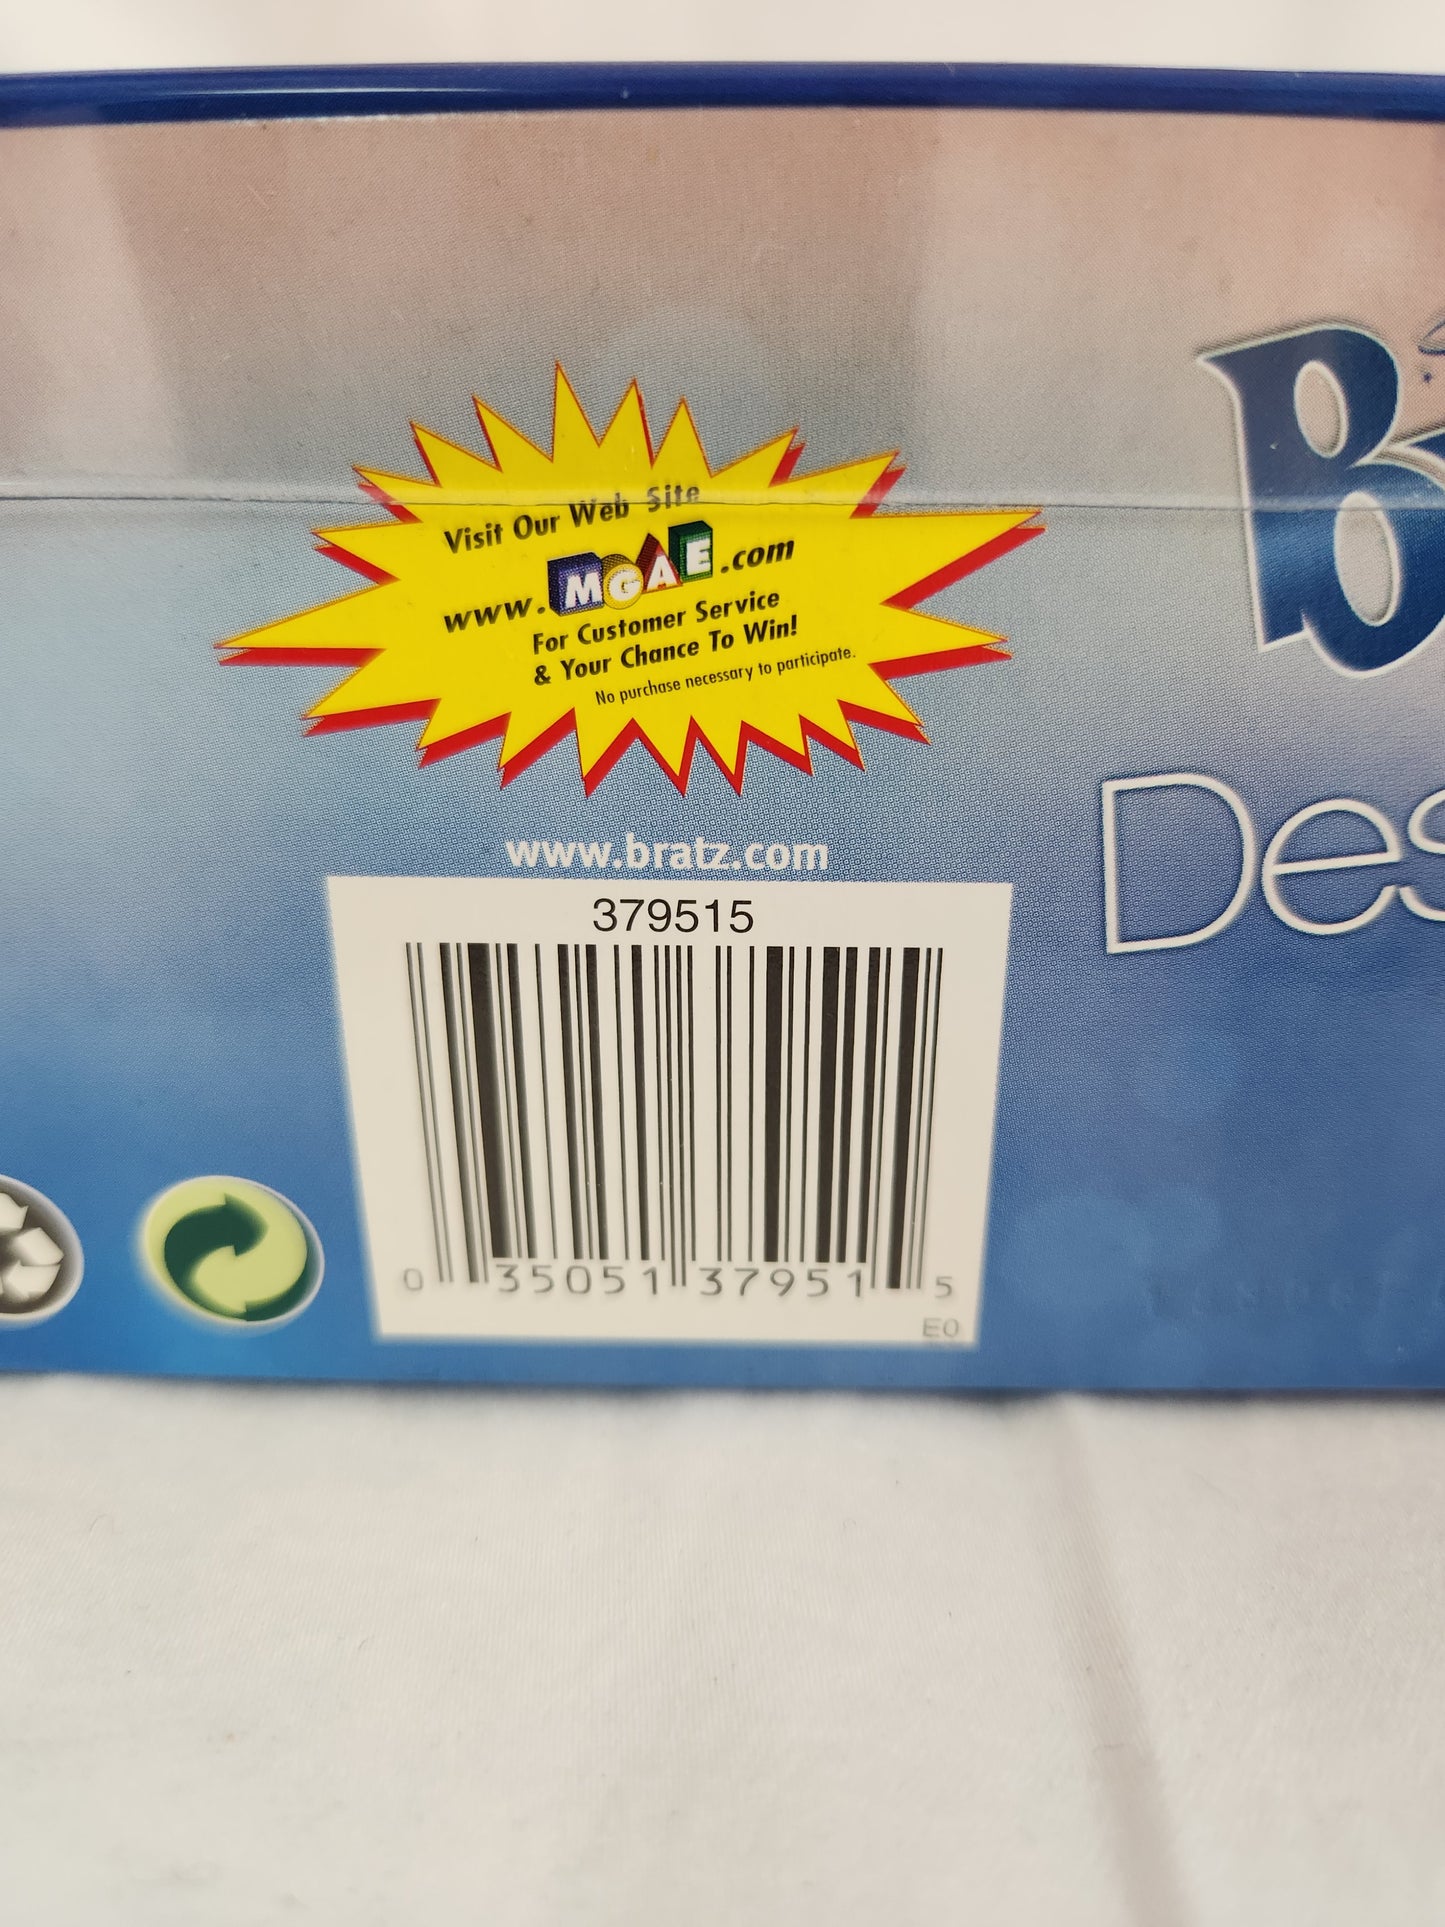 Visit Our Web Site
www.MGAE.com
For Customer Service
& Your Chance To Win!
No purchase necessary to participate.
www.bratz.com
379515
0 35051 37951 5
E0
B
Des